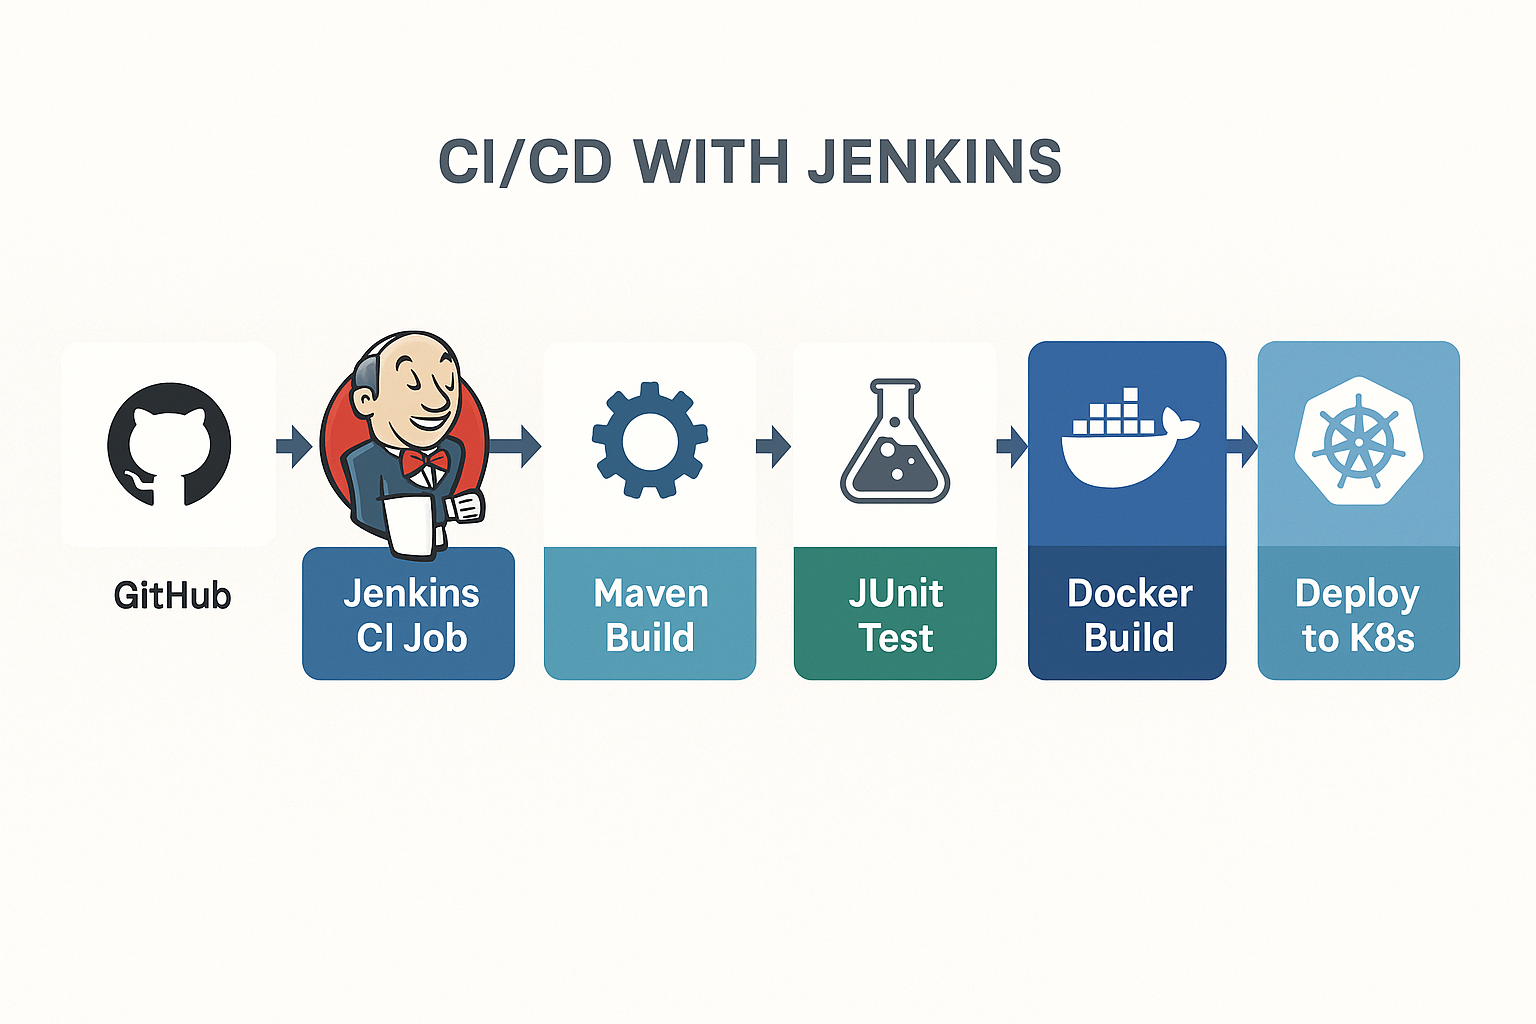 CI/CD WITH JENKINS
GitHub
Jenkins
CI Job
Maven
Build
JUnit
Test
Docker
Build
Deploy
to K8s